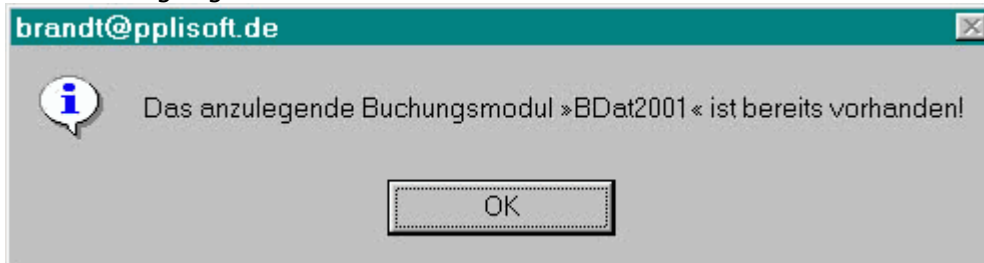 brandt@pplisoft.de
Das anzulegende Buchungsmodul »BDat2001« ist bereits vorhanden!
OK